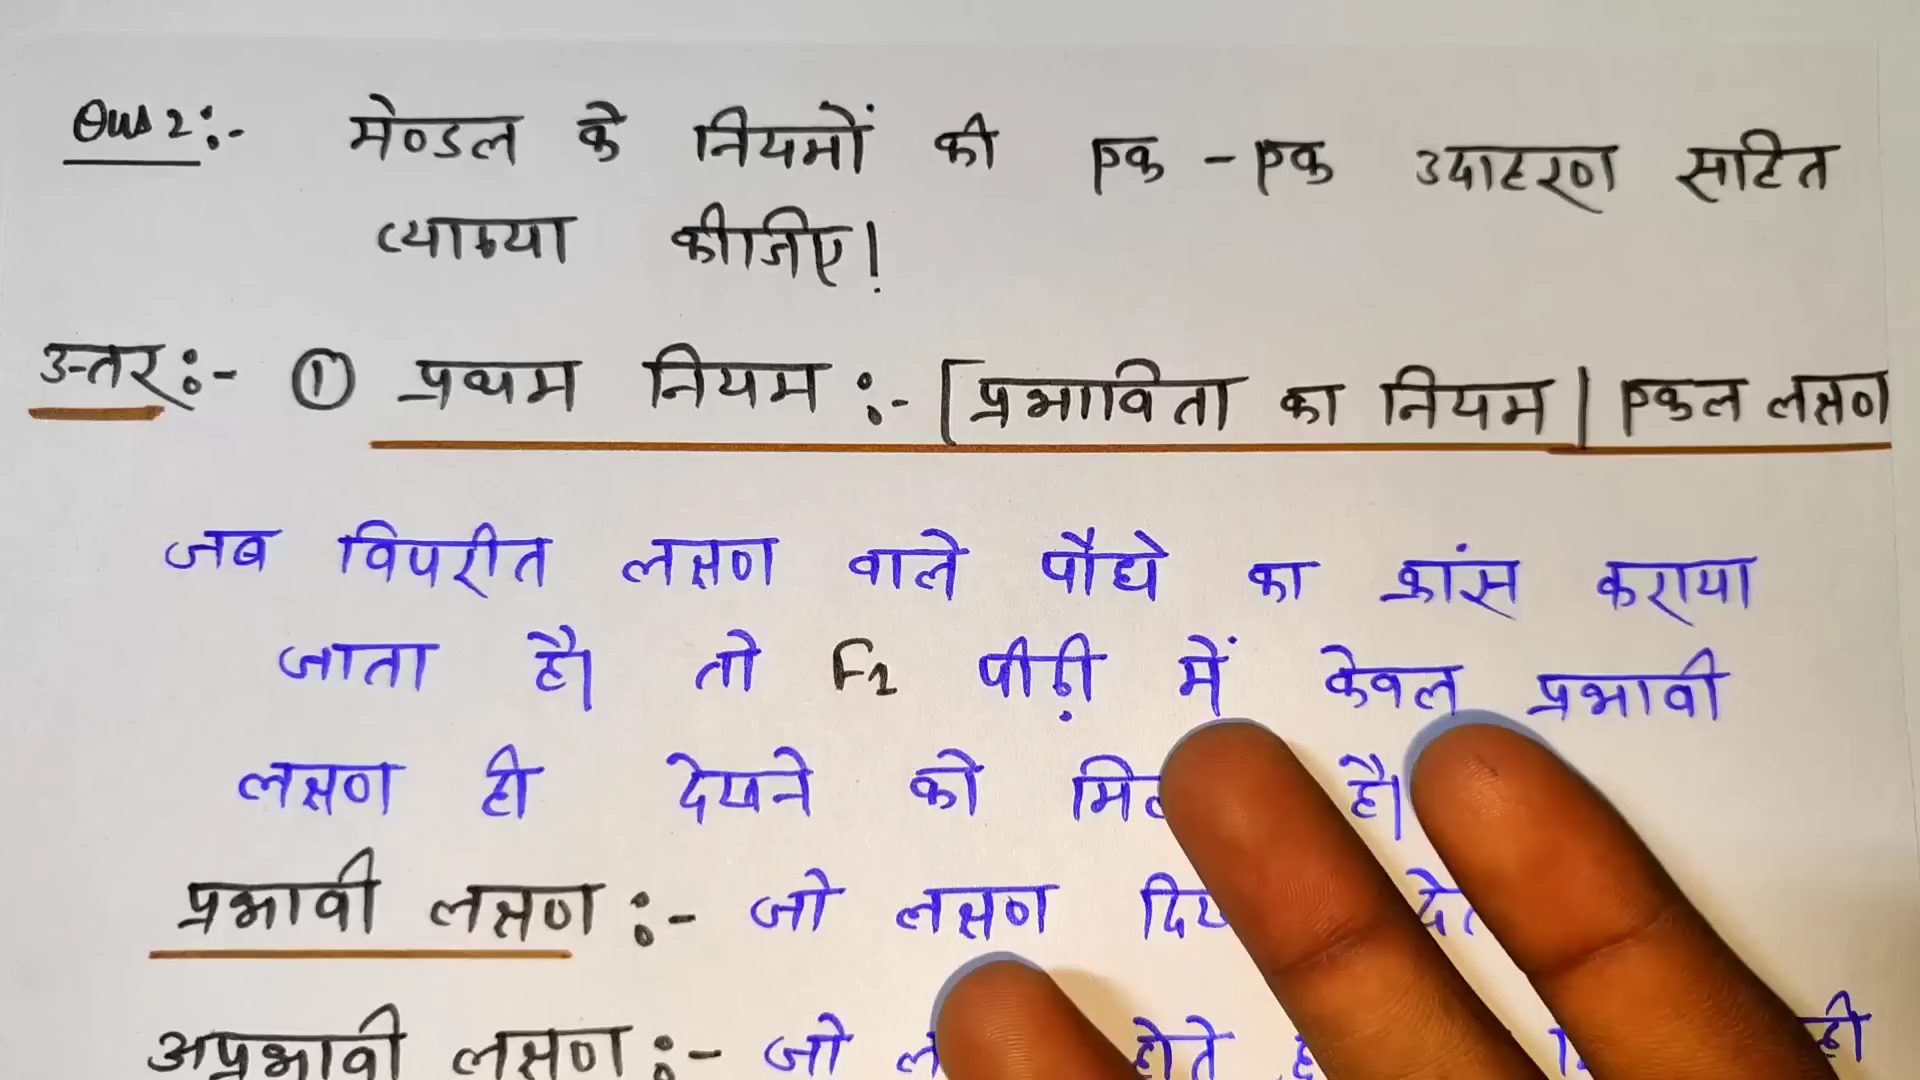 Ques 2:- मेण्डल के नियमों की एक - एक उदाहरण सहित
व्याख्या कीजिए!
उत्तर:- ① प्रथम नियम :- [प्रभाविता का नियम | एकल लक्षण
जब विपरीत लक्षण वाले पौधे का क्रांस कराया
जाता है। तो F1 पीढ़ी में केवल प्रभावी
लक्षण ही देखने को है।
प्रभावी लक्षण :- जो लक्षण
अप्रभावी लक्षण :- जो होते ही